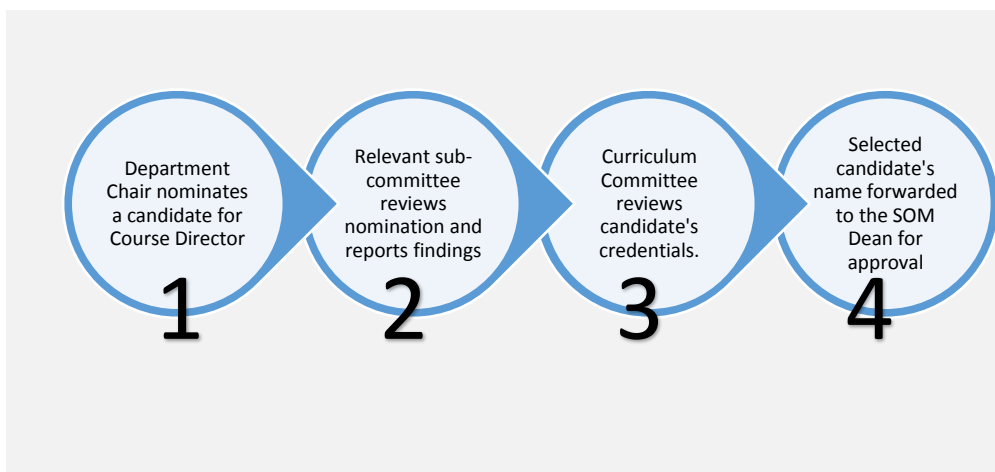 Department
Chair nominates
a candidate for
Course Director
1
Relevant sub-
committee
reviews
nomination and
reports findings
2
Curriculum
Committee
reviews
candidate's
credentials.
3
Selected
candidate's
name forwarded
to the SOM
Dean for
approval
4